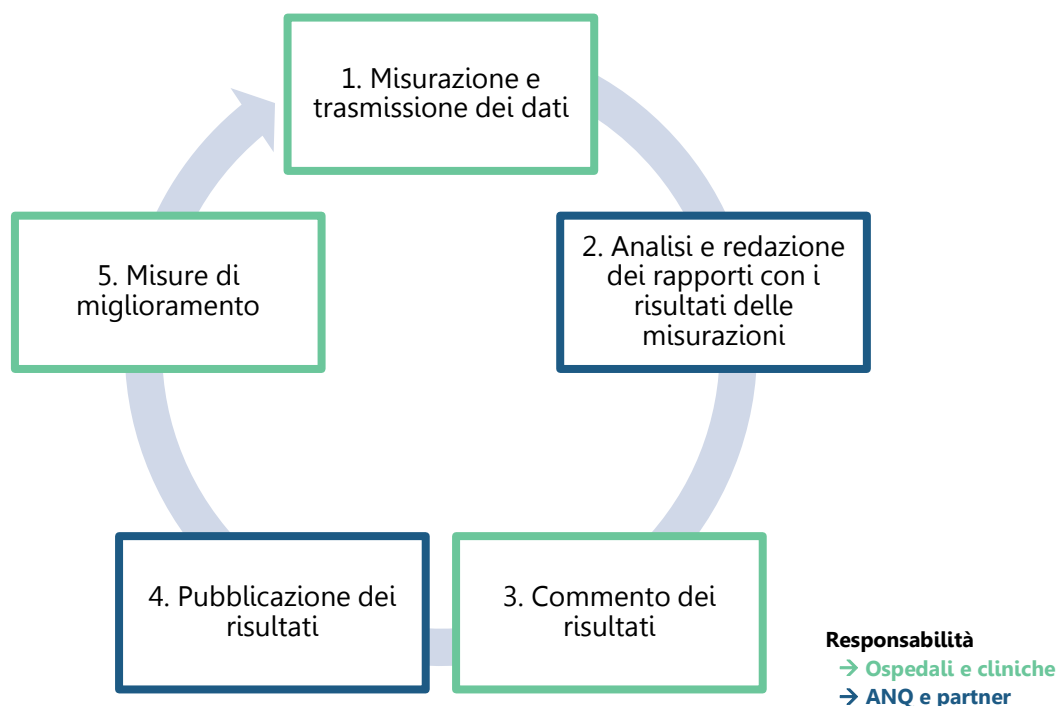 1. Misurazione e
trasmissione dei dati
2. Analisi e redazione
dei rapporti con i
risultati delle
misurazioni
3. Commento dei
risultati
4. Pubblicazione dei
risultati
5. Misure di
miglioramento
Responsabilità
→ Ospedali e cliniche
→ ANQ e partner